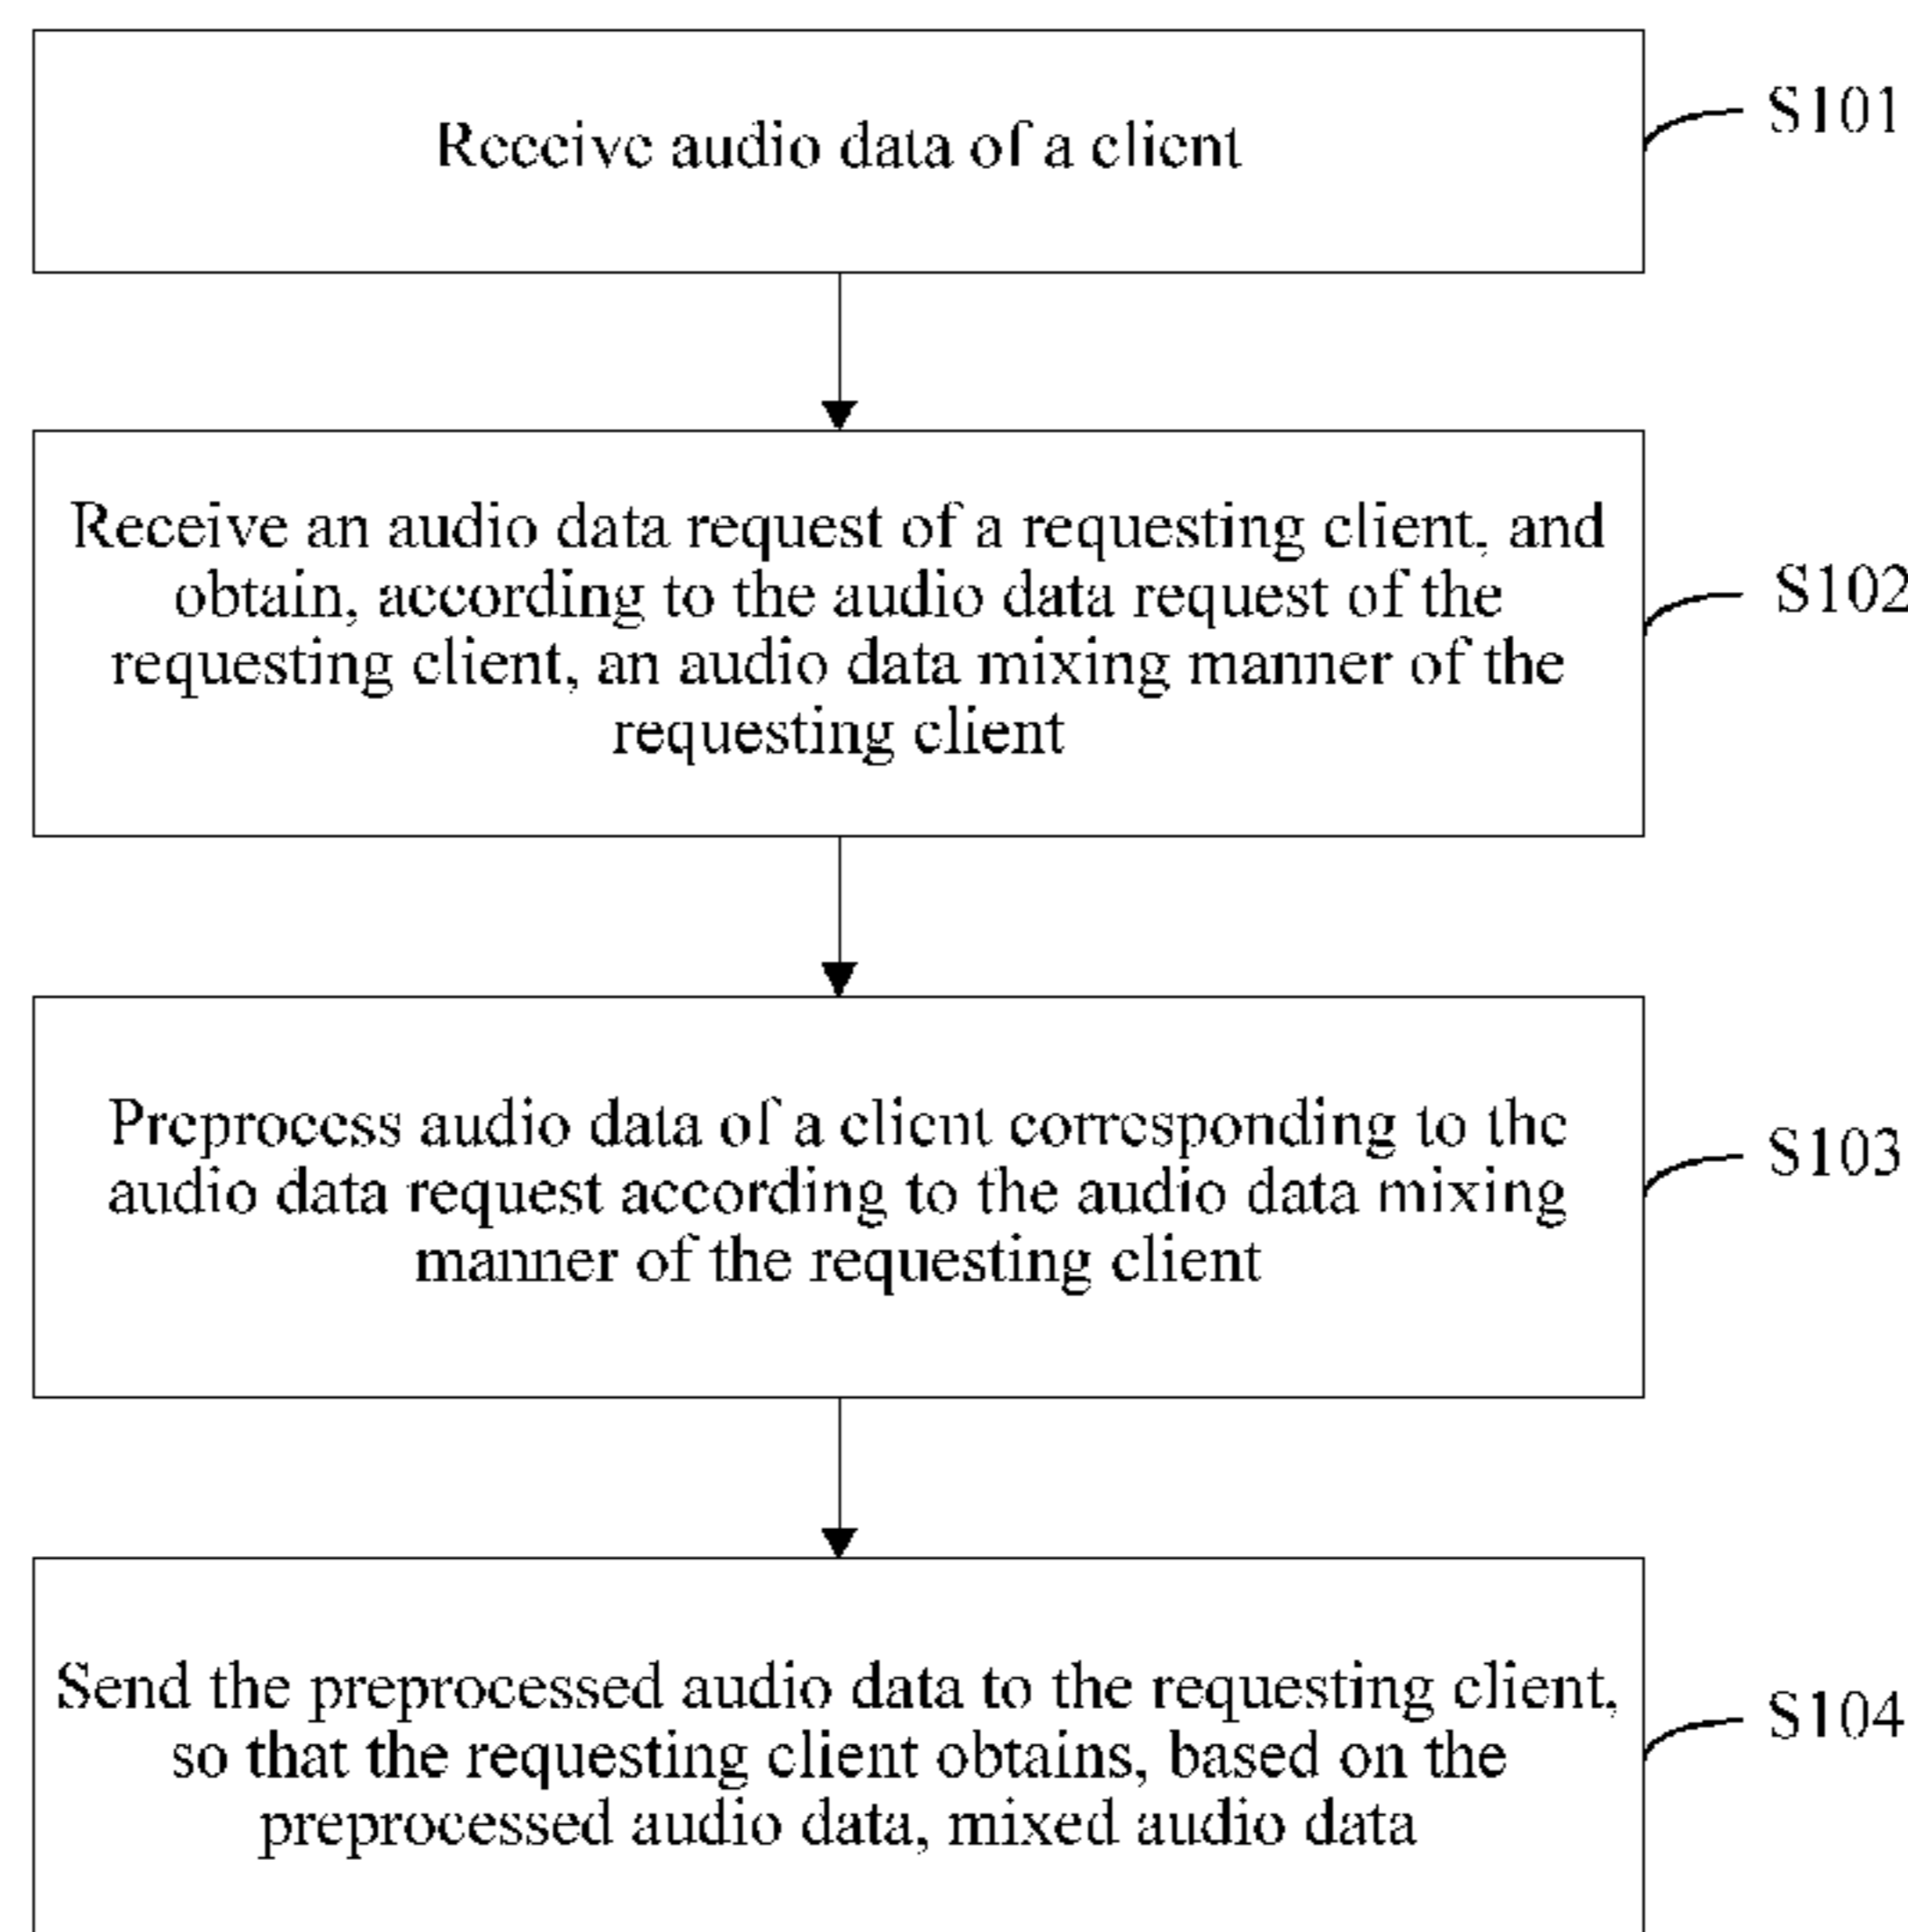 Receive audio data of a client
S101
Receive an audio data request of a requesting client, and
obtain, according to the audio data request of the
requesting client, an audio data mixing manner of the
requesting client
S102
Preprocess audio data of a client corresponding to the
audio data request according to the audio data mixing
manner of the requesting client
S103
Send the preprocessed audio data to the requesting client,
so that the requesting client obtains, based on the
preprocessed audio data, mixed audio data
S104